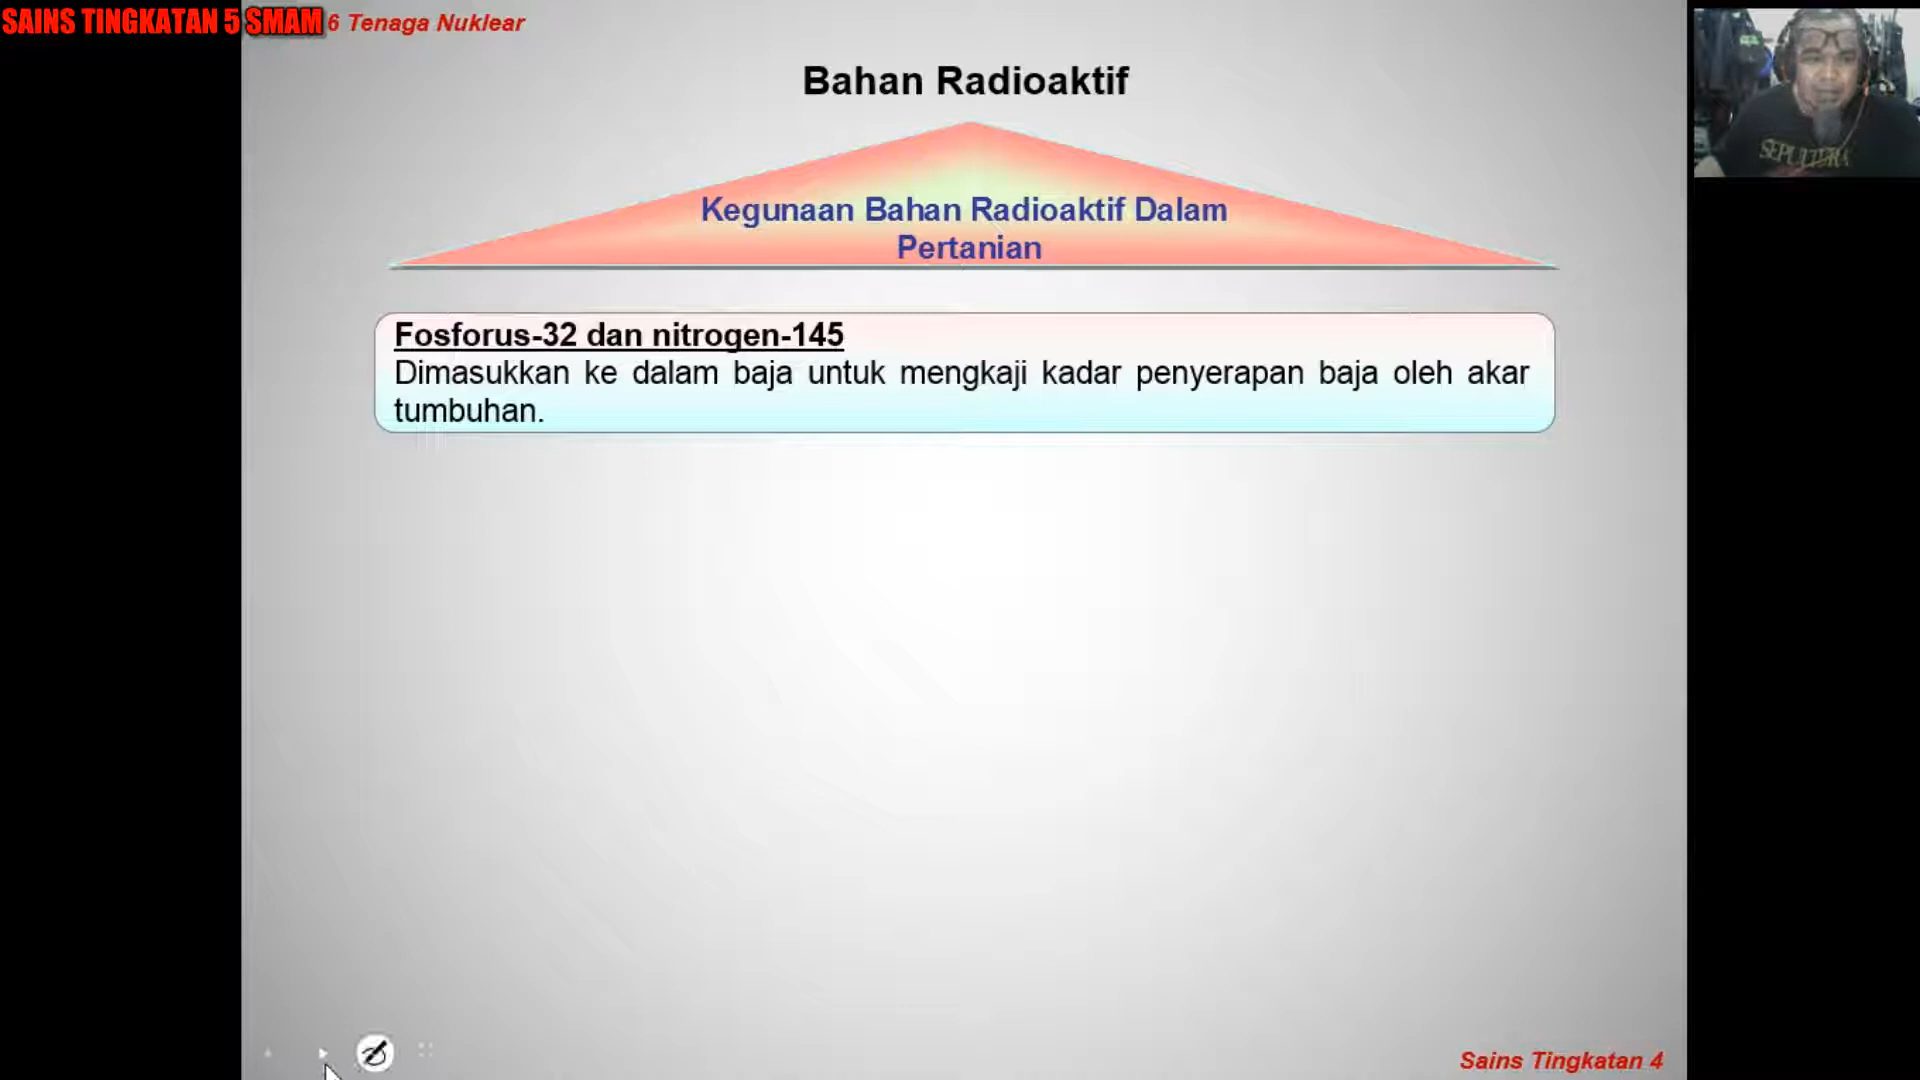 SAINS TINGKATAN 5 SMAM 6 Tenaga Nuklear
Bahan Radioaktif
Kegunaan Bahan Radioaktif Dalam
Pertanian
Fosforus-32 dan nitrogen-145
Dimasukkan ke dalam baja untuk mengkaji kadar penyerapan baja oleh akar
tumbuhan.
SEPULTURA
Sains Tingkatan 4